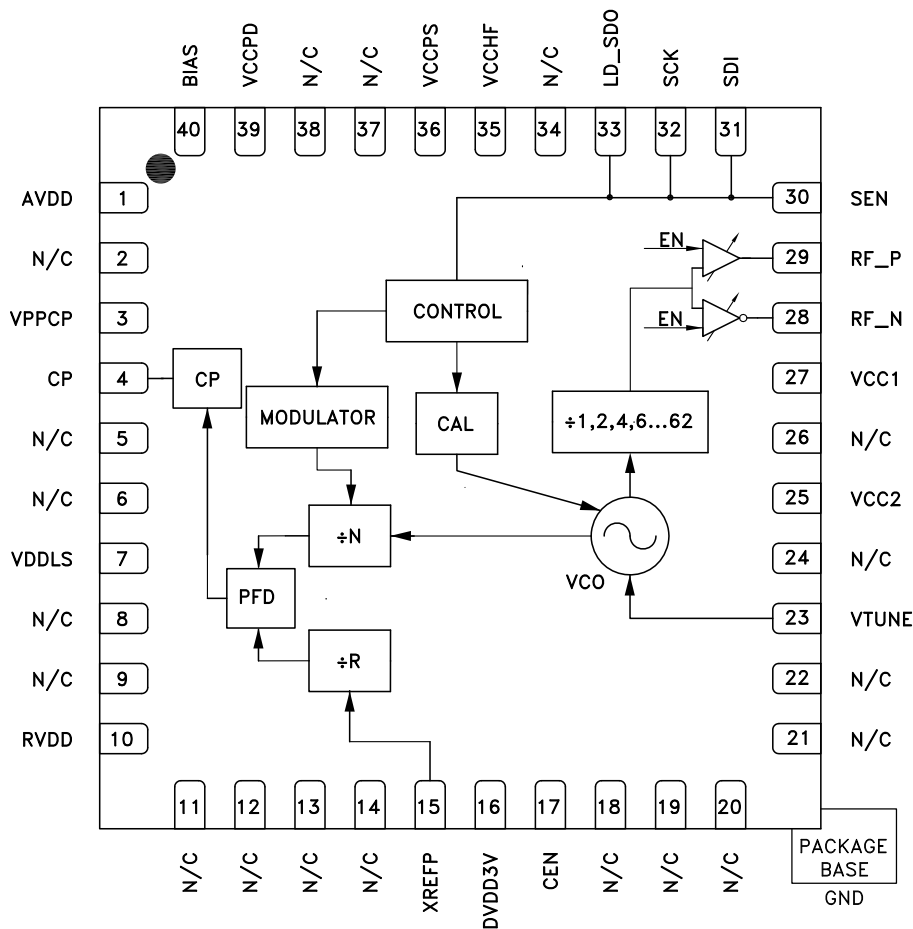 BIAS
VCCPD
N/C
N/C
VCCPS
VCCHF
N/C
LD_SDO
SCK
SDI
40
39
38
37
36
35
34
33
32
31
AVDD
1
30
SEN
N/C
2
EN
29
RF_P
VPPCP
3
CONTROL
EN
28
RF_N
CP
4
CP
27
VCC1
MODULATOR
CAL
÷1,2,4,6...62
N/C
5
26
N/C
N/C
6
25
VCC2
÷N
VDDLS
7
24
N/C
VCO
PFD
N/C
8
23
VTUNE
÷R
N/C
9
22
N/C
RVDD
10
21
N/C
11
12
13
14
15
16
17
18
19
20
N/C
N/C
N/C
N/C
XREFP
DVDD3V
CEN
N/C
N/C
N/C
PACKAGE
BASE
GND